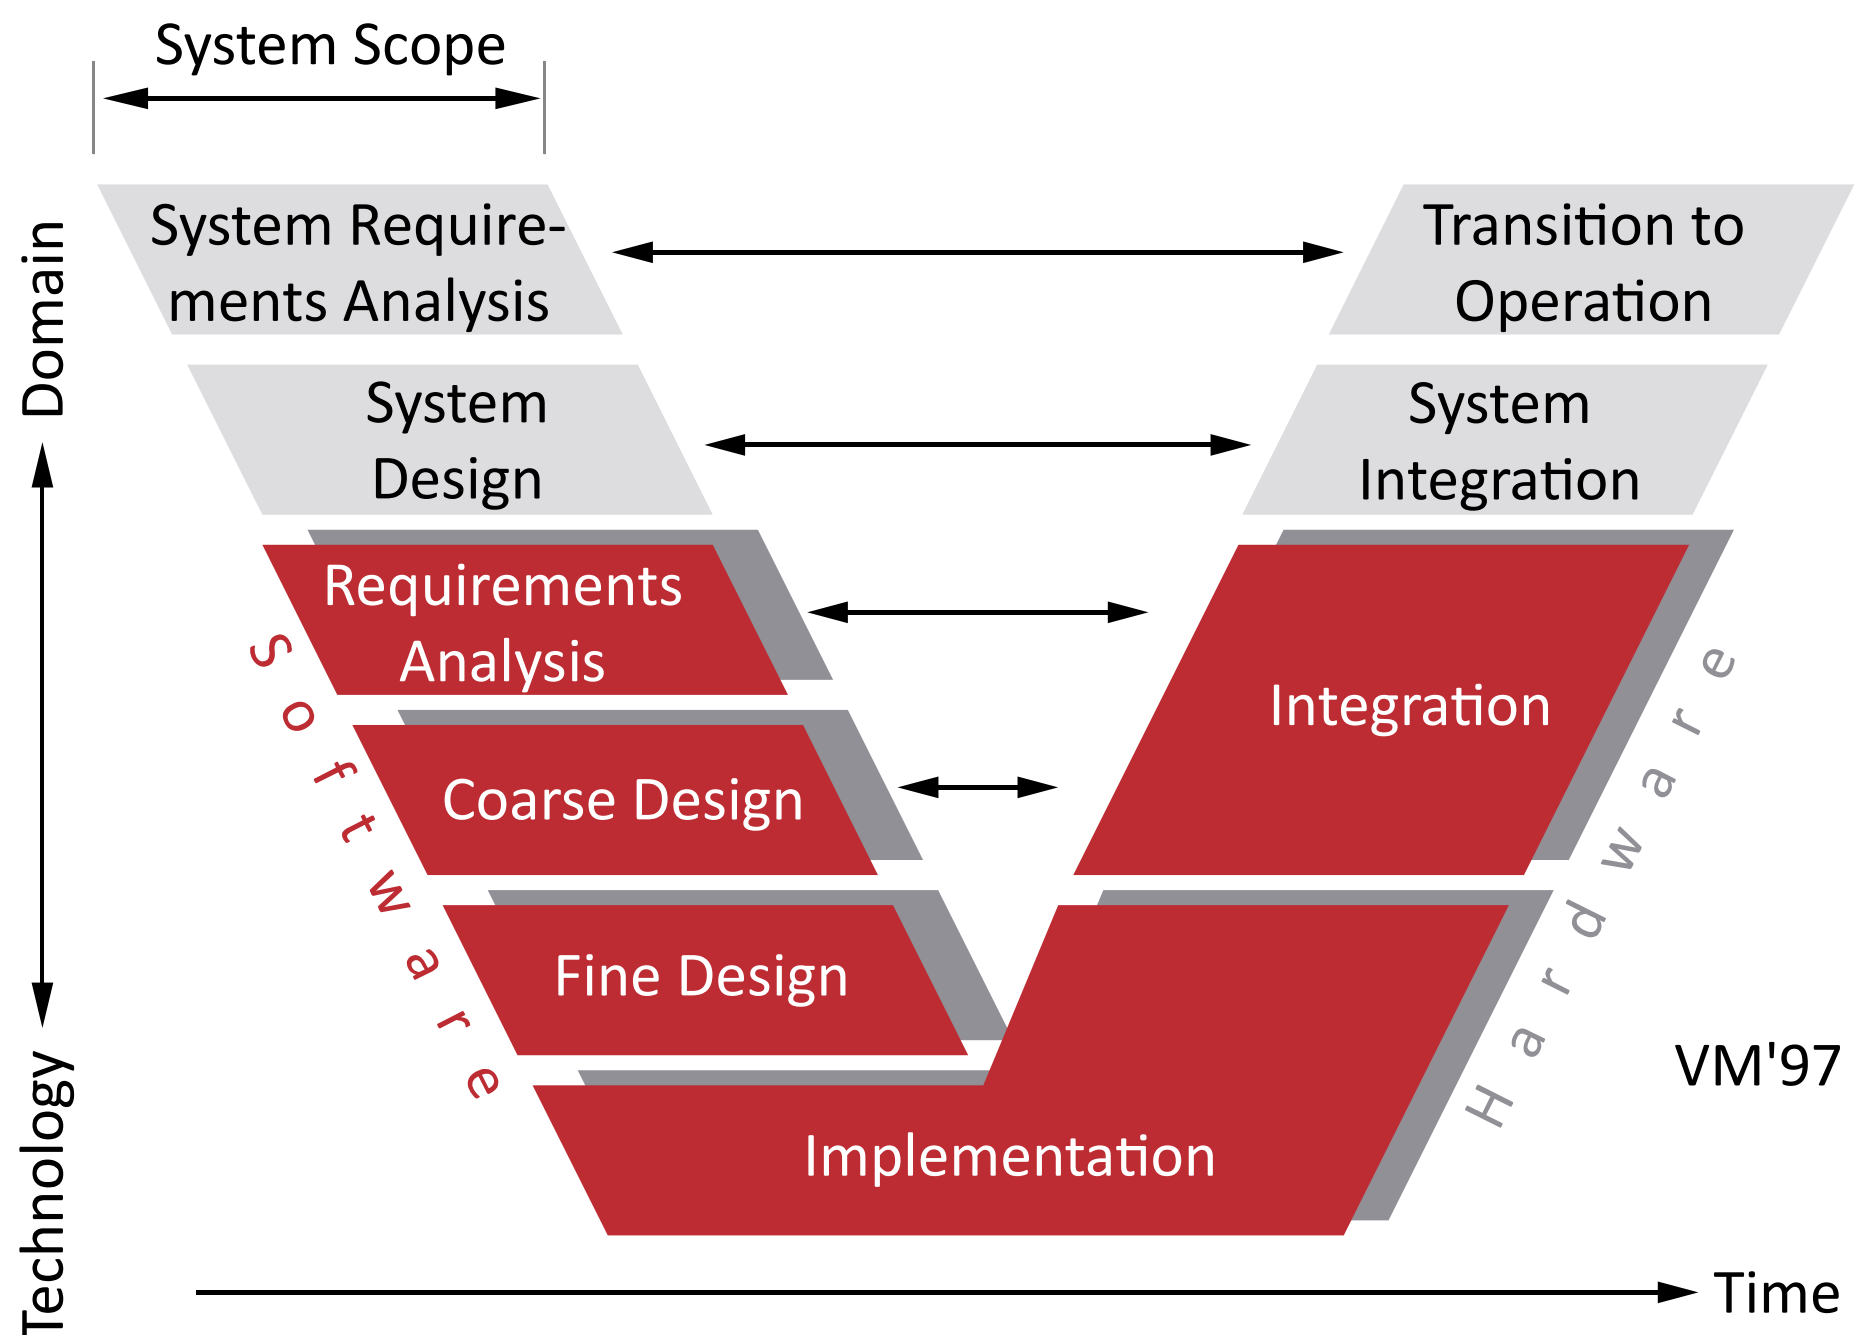 System Scope
System Require-
ments Analysis
Transition to
Operation
Domain
System
Design
System
Integration
Requirements
Analysis
Integration
Software
Coarse Design
Hardware
Fine Design
Technology
VM'97
Implementation
Time